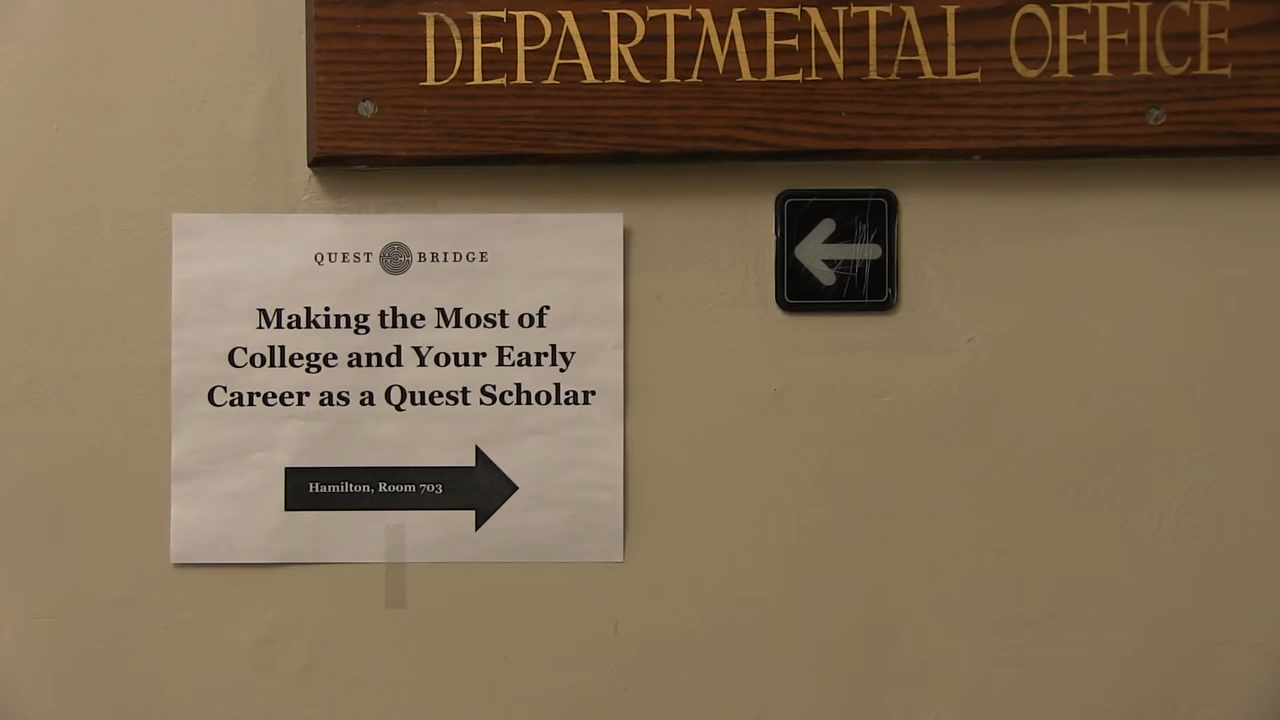 DEPARTMENTAL OFFICE
QUEST BRIDGE
Making the Most of
College and Your Early
Career as a Quest Scholar
Hamilton, Room 703